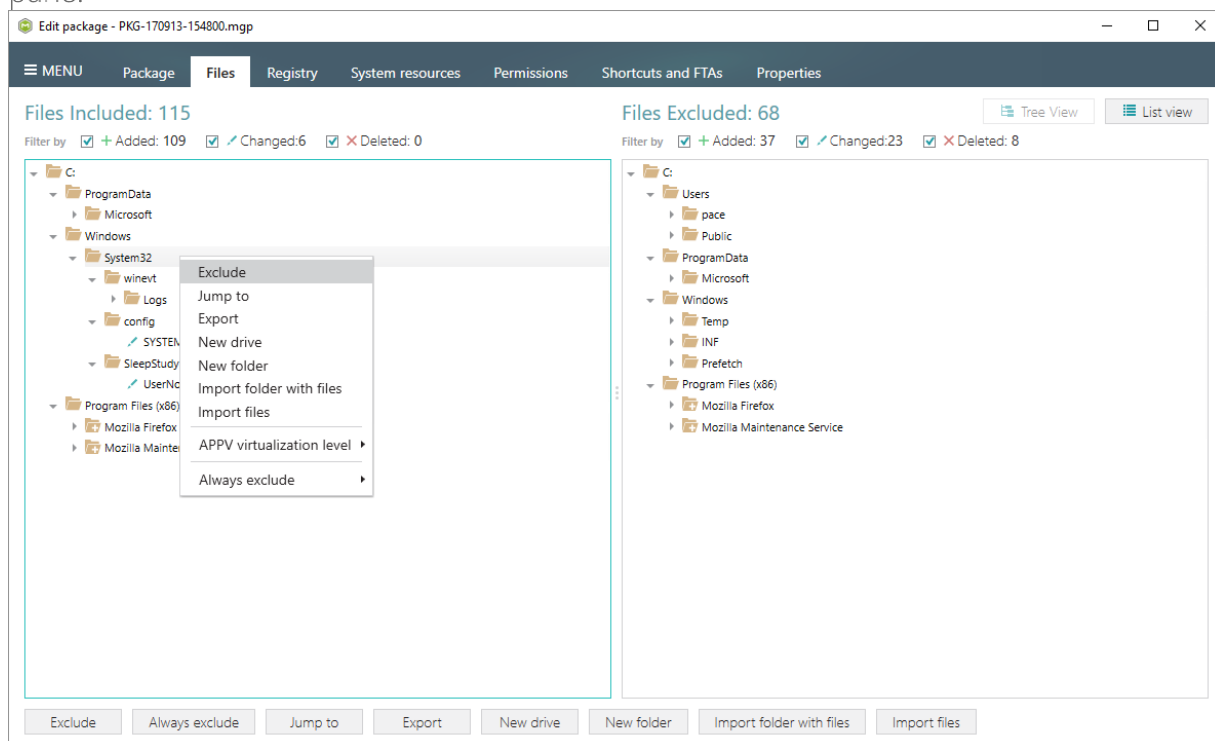 Edit package - PKG-170913-154800.mgp
MENU Package Files Registry System resources Permissions Shortcuts and FTAs Properties
Files Included: 115
Filter by + Added: 109 Changed:6 Deleted: 0
C:
ProgramData
Microsoft
Windows
System32
winevt
Logs
config
SYSTEM
SleepStudy
UserNo
Program Files (x86)
Mozilla Firefox
Mozilla Mainte
Exclude
Jump to
Export
New drive
New folder
Import folder with files
Import files
APPV virtualization level
Always exclude
Files Excluded: 68
Tree View List view
Filter by + Added: 37 Changed:23 Deleted: 8
C:
Users
pace
Public
ProgramData
Microsoft
Windows
Temp
INF
Prefetch
Program Files (x86)
Mozilla Firefox
Mozilla Maintenance Service
Exclude Always exclude Jump to Export New drive New folder Import folder with files Import files